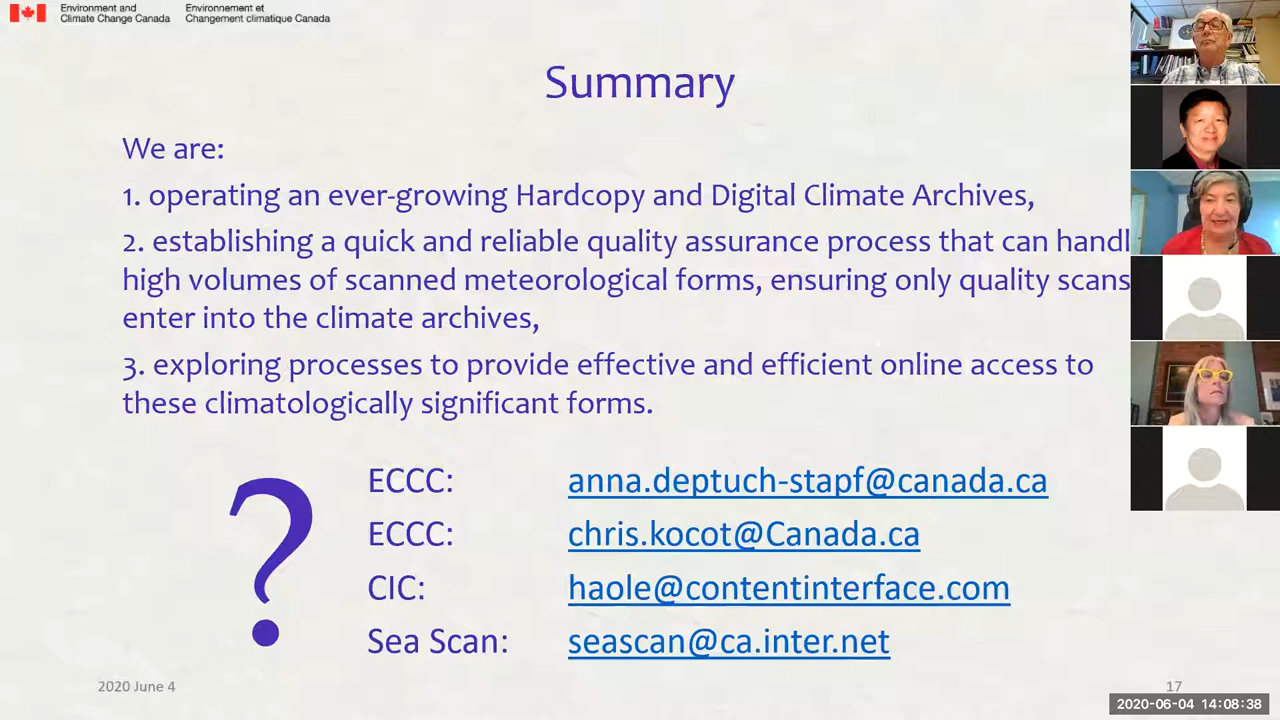 Environment and
Climate Change Canada
Environnement et
Changement climatique Canada
Summary
We are:
1. operating an ever-growing Hardcopy and Digital Climate Archives,
2. establishing a quick and reliable quality assurance process that can handl
high volumes of scanned meteorological forms, ensuring only quality scans
enter into the climate archives,
3. exploring processes to provide effective and efficient online access to
these climatologically significant forms.
?
ECCC: anna.deptuch-stapf@canada.ca
ECCC: chris.kocot@Canada.ca
CIC: haole@contentinterface.com
Sea Scan: seascan@ca.inter.net
2020 June 4
17
2020-06-04 14:08:38